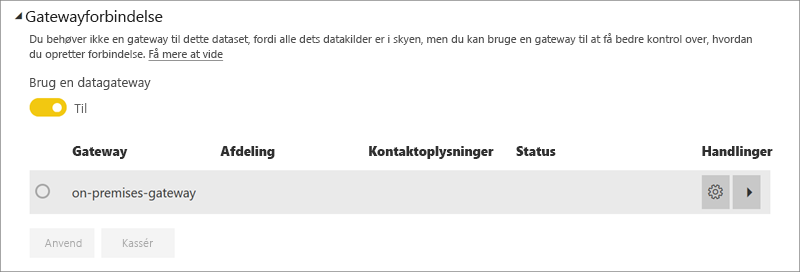 Gatewayforbindelse
Du behøver ikke en gateway til dette dataset, fordi alle dets datakilder er i skyen, men du kan bruge en gateway til at få bedre kontrol over, hvordan
du opretter forbindelse. Få mere at vide
Brug en datagateway
Til
Gateway Afdeling Kontaktoplysninger Status Handlinger
on-premises-gateway
Anvend Kassér